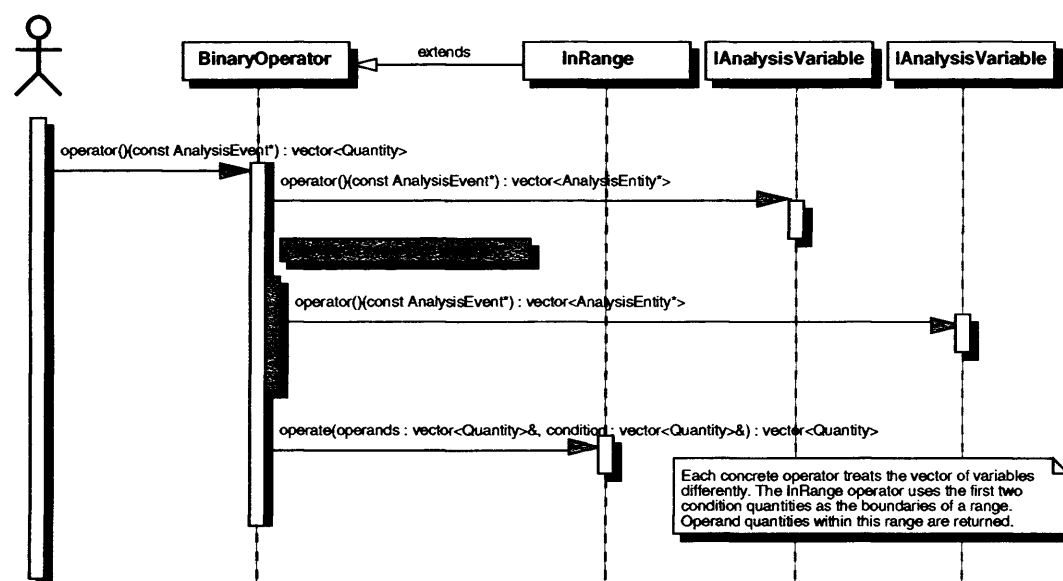 BinaryOperator
extends
InRange
IAnalysisVariable
IAnalysisVariable
operator()(const AnalysisEvent*) : vector<Quantity>
operator()(const AnalysisEvent*) : vector<AnalysisEntity*>
operator()(const AnalysisEvent*) : vector<AnalysisEntity*>
operate(operands : vector<Quantity>&, condition : vector<Quantity>&) : vector<Quantity>
Each concrete operator treats the vector of variables
differently. The InRange operator uses the first two
condition quantities as the boundaries of a range.
Operand quantities within this range are returned.